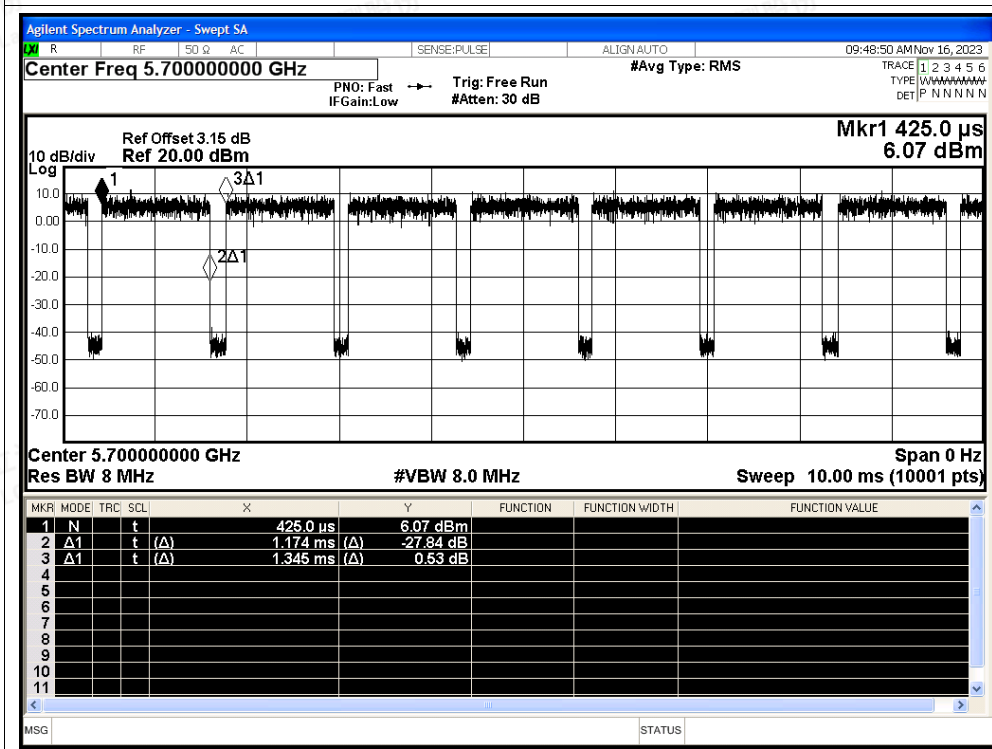 Agilent Spectrum Analyzer - Swept SA
LXI R RF 50 Ω AC SENSE:PULSE ALIGN AUTO 09:48:50 AM Nov 16, 2023
Center Freq 5.700000000 GHz #Avg Type: RMS TRACE 1 2 3 4 5 6
PNO: Fast Trig: Free Run TYPE WWWWWW
IFGain:Low #Atten: 30 dB DET P N N N N N
Mkr1 425.0 µs
Ref Offset 3.15 dB
10 dB/div Ref 20.00 dBm 6.07 dBm
Log
1 3Δ1
10.0
0.00
-10.0
2Δ1
-20.0
-30.0
-40.0
-50.0
-60.0
-70.0
Center 5.700000000 GHz Span 0 Hz
Res BW 8 MHz #VBW 8.0 MHz Sweep 10.00 ms (10001 pts)
MKR MODE TRC SCL X Y FUNCTION FUNCTION WIDTH FUNCTION VALUE
1 N t 425.0 µs 6.07 dBm
2 Δ1 t (Δ) 1.174 ms (Δ) -27.84 dB
3 Δ1 t (Δ) 1.345 ms (Δ) 0.53 dB
4
5
6
7
8
9
10
11
MSG STATUS